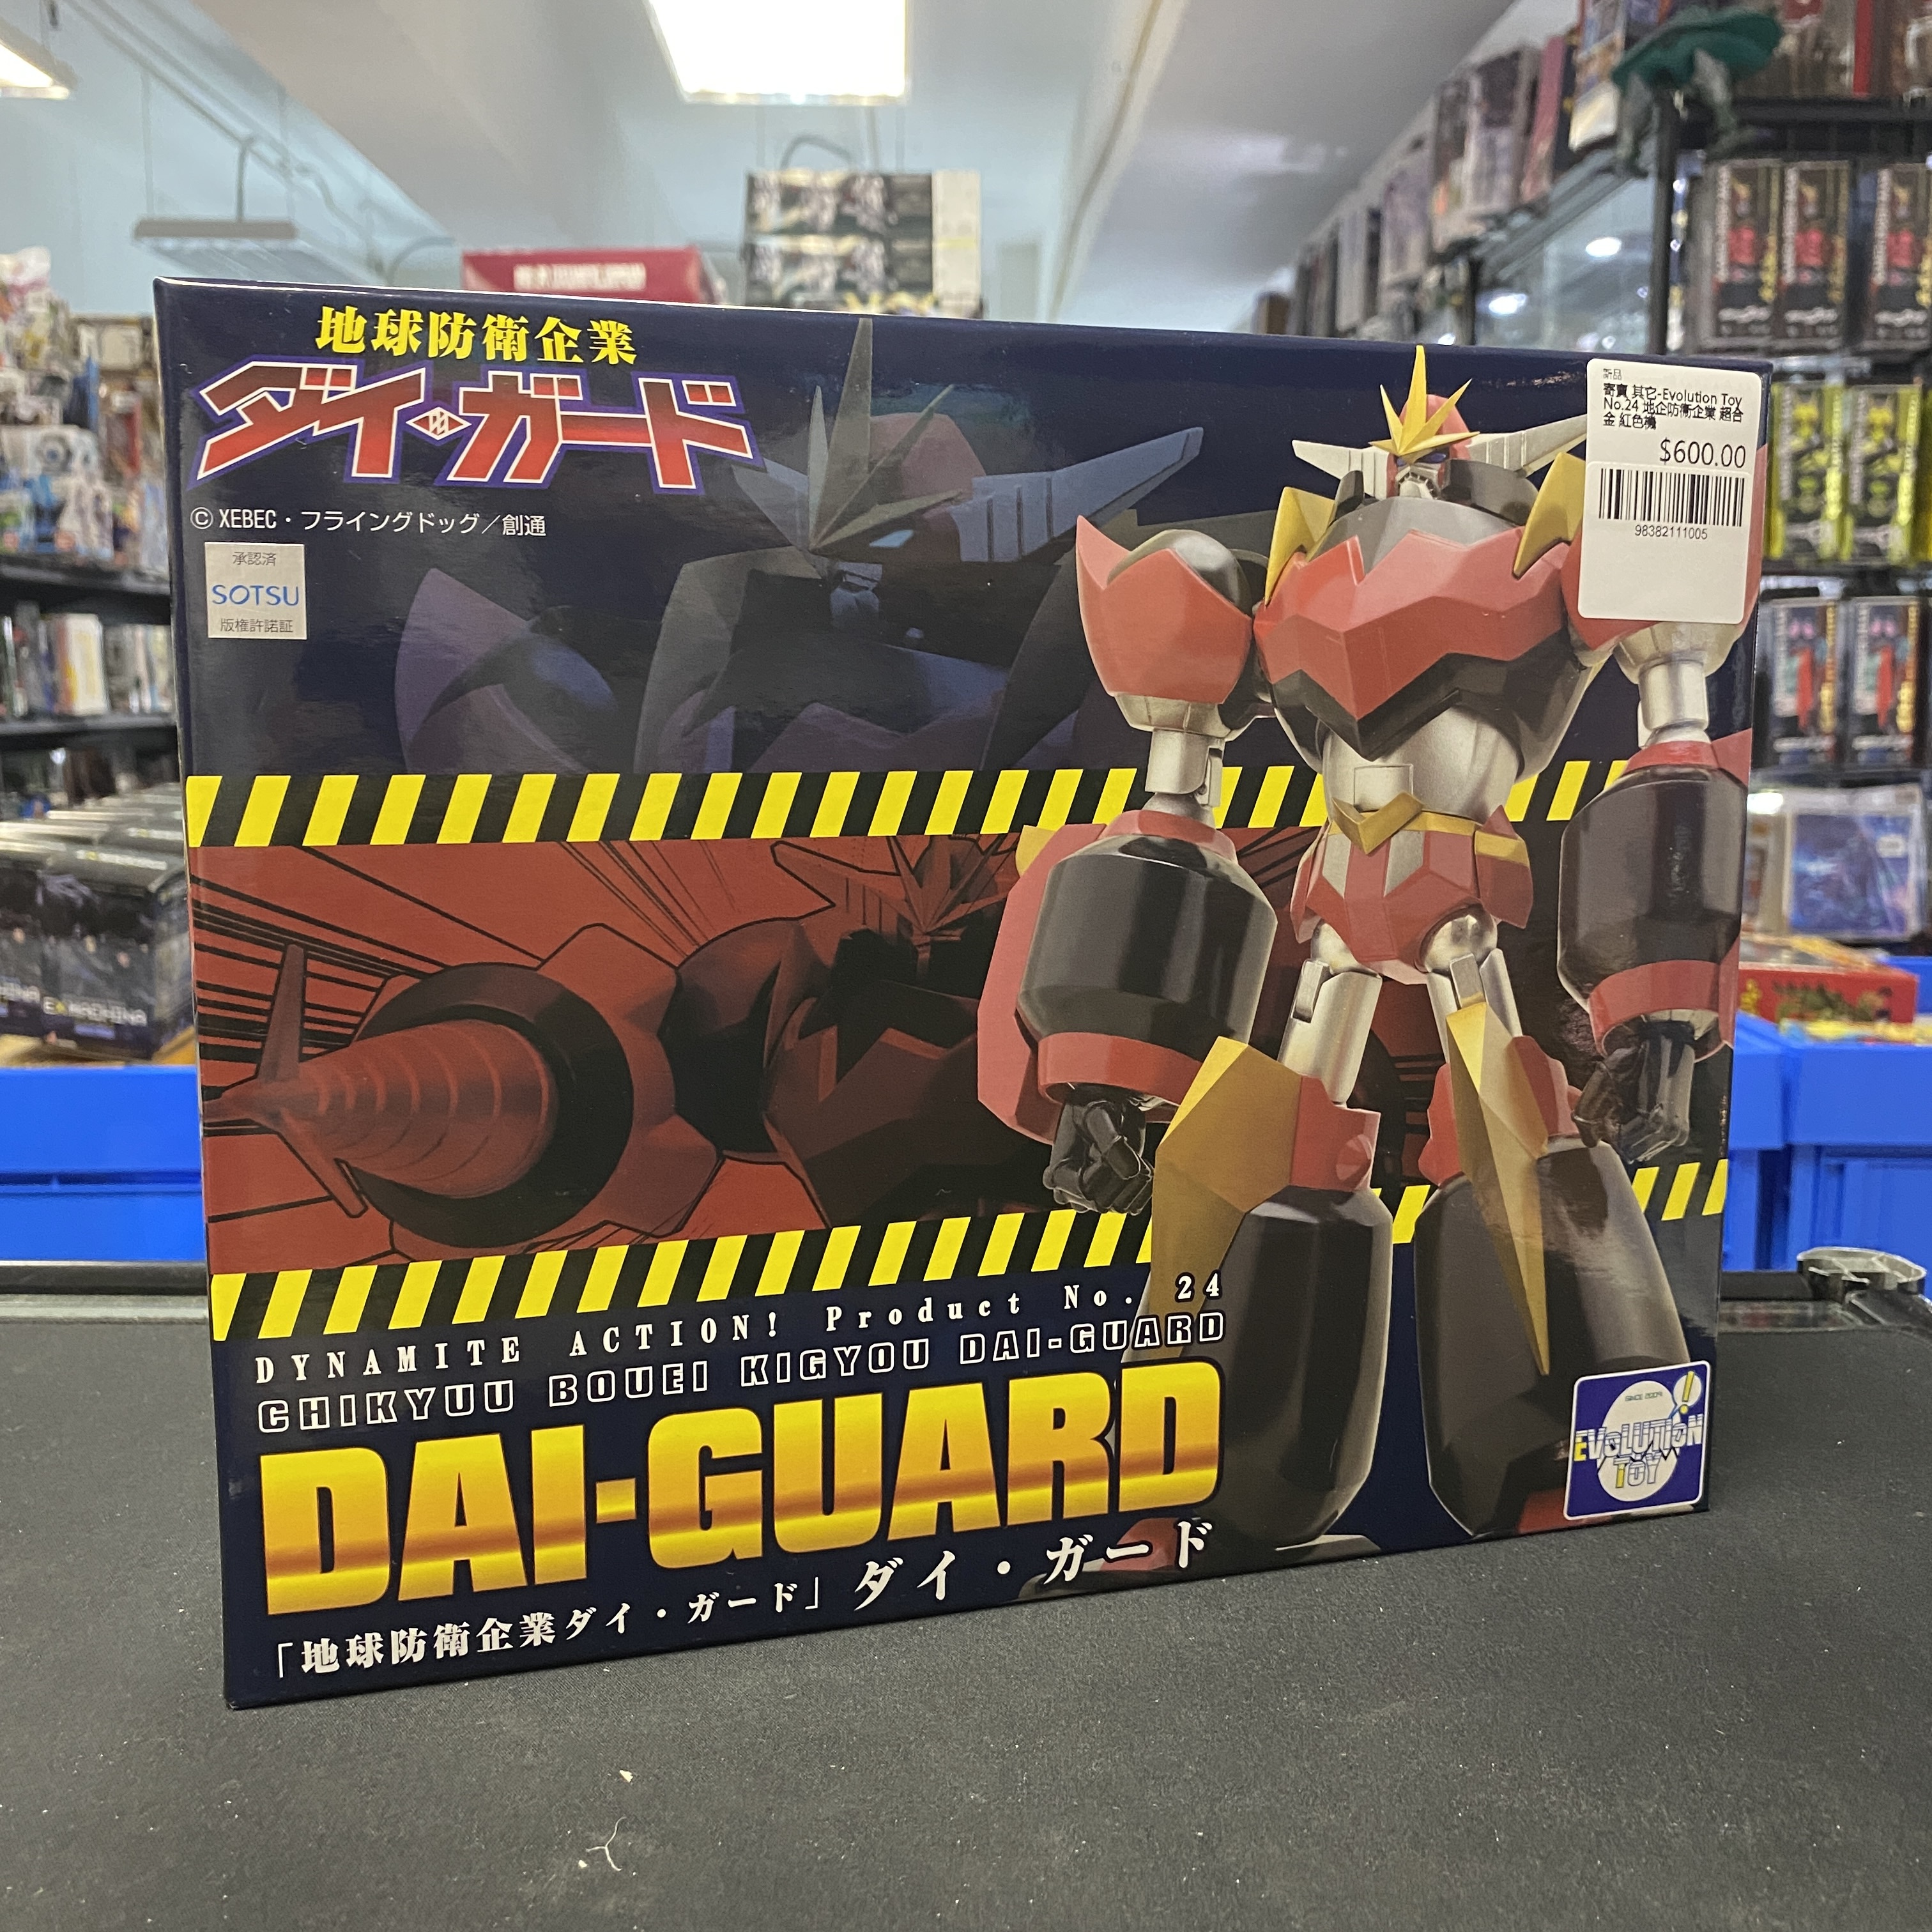 地球防衛企業
ダイ・ガード
© XEBEC・フライングドッグ／創通
承認済
SOTSU
版権許諾証
新品
寄賣 其它-Evolution Toy
No.24 地企防衛企業 超合
金 紅色機
$600.00
98382111005
DYNAMITE ACTION! Product No. 24
CHIKYUU BOUEI KIGYOU DAI-GUARD
DAI-GUARD
「地球防衛企業ダイ・ガード」ダイ・ガード
SINCE 2009
EVOLUTION!
TOY